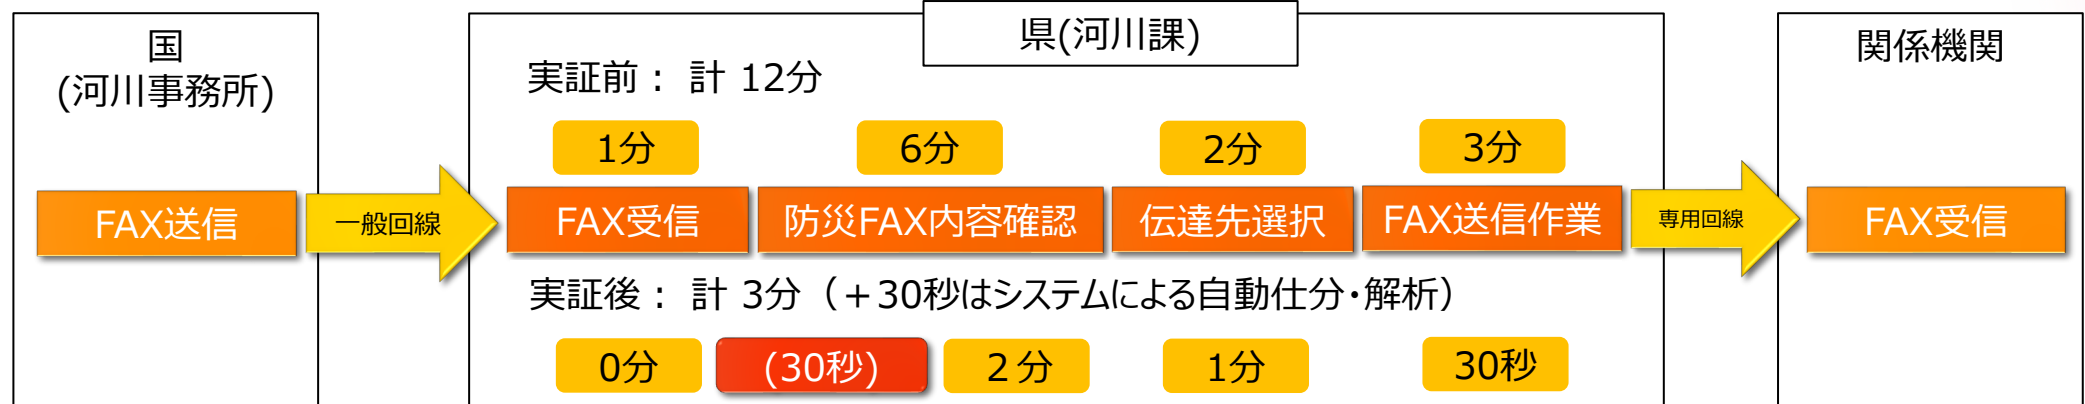 国
(河川事務所)
FAX送信
一般回線
県(河川課)
実証前： 計 12分
1分
6分
2分
3分
FAX受信
防災FAX内容確認
伝達先選択
FAX送信作業
実証後： 計 3分（＋30秒はシステムによる自動仕分・解析）
0分
(30秒)
２分
1分
30秒
専用回線
関係機関
FAX受信